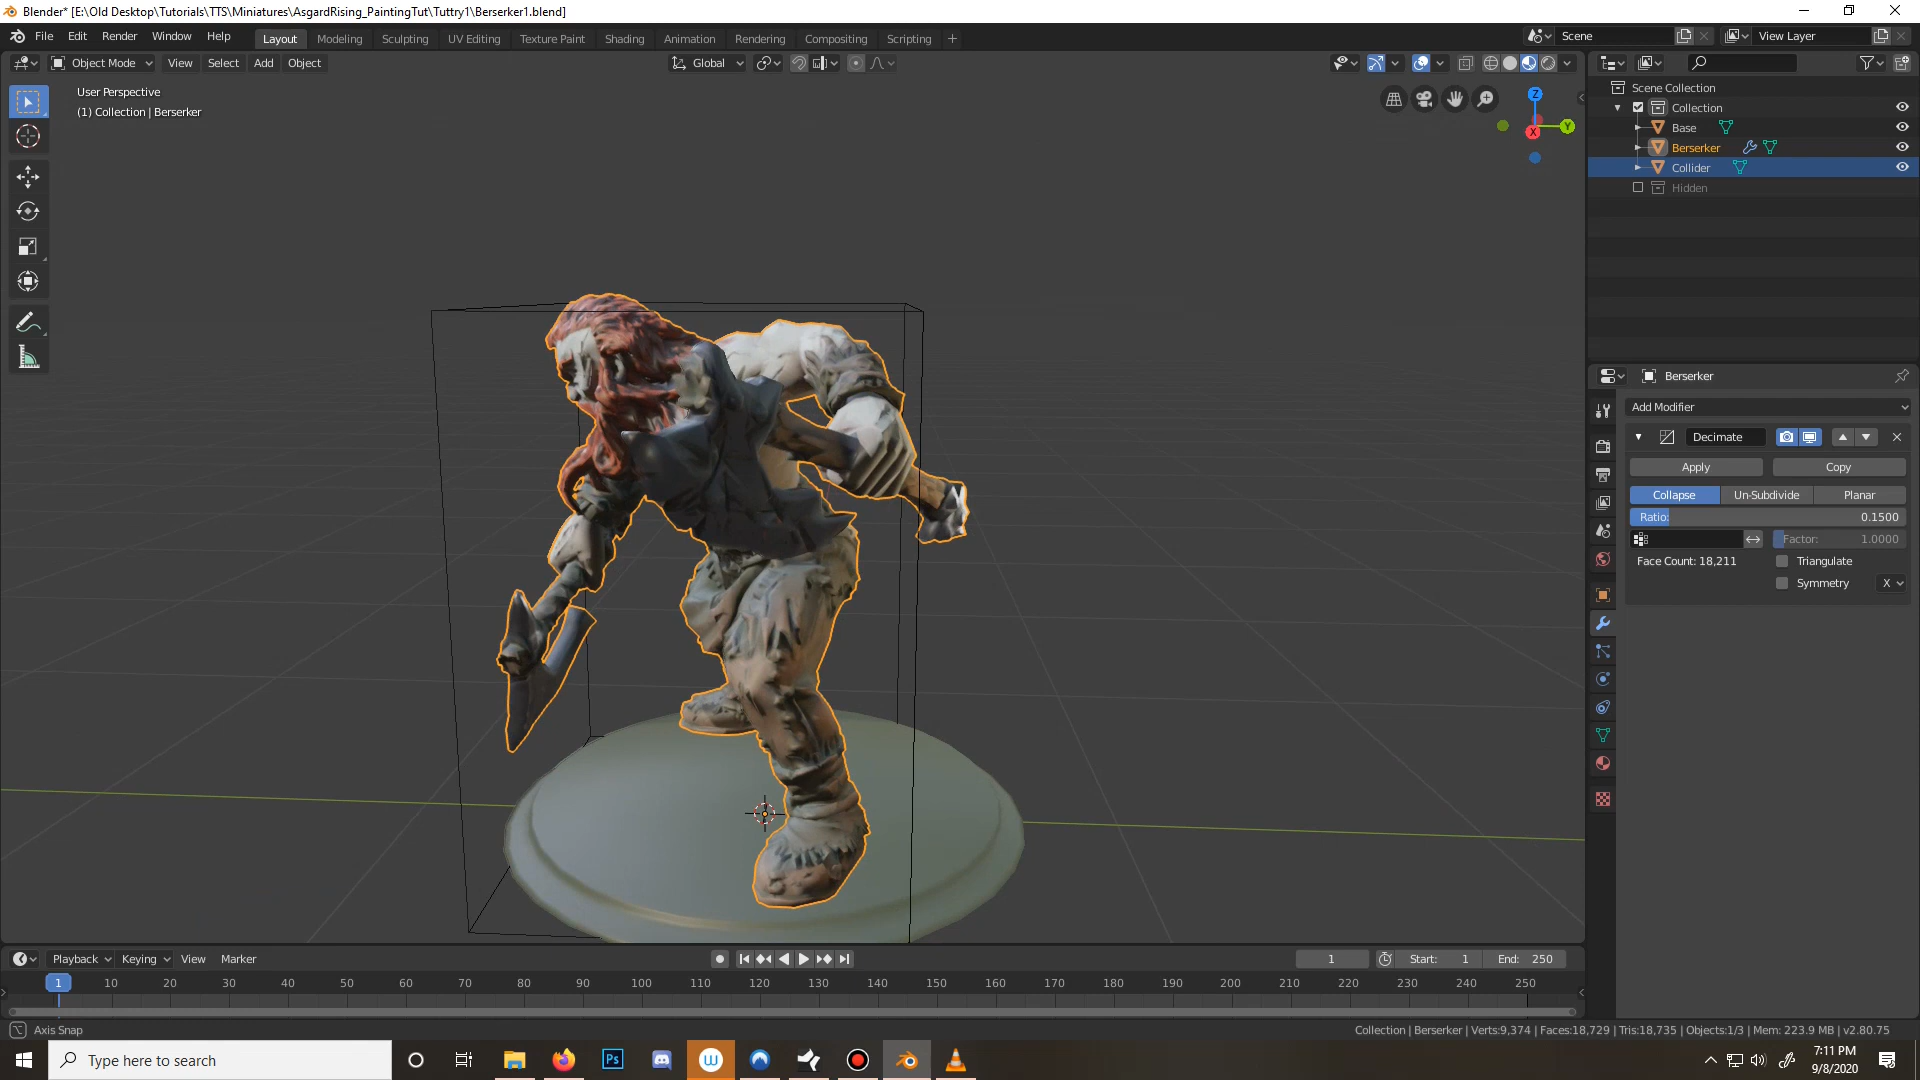 Blender* [E:\Old Desktop\Tutorials\TTS\Miniatures\AsgardRising_PaintingTut\Tuttry1\Berserker1.blend]
File Edit Render Window Help Layout Modeling Sculpting UV Editing Texture Paint Shading Animation Rendering Compositing Scripting + Scene View Layer
Object Mode View Select Add Object Global
User Perspective
(1) Collection | Berserker
Z
Y
X
Scene Collection
Collection
Base
Berserker
Collider
Hidden
Berserker
Add Modifier
Decimate
Apply Copy
Collapse Un-Subdivide Planar
Ratio: 0.1500
Factor: 1.0000
Face Count: 18,211 Triangulate
Symmetry X
Playback Keying View Marker 1 Start: 1 End: 250
1 10 20 30 40 50 60 70 80 90 100 110 120 130 140 150 160 170 180 190 200 210 220 230 240 250
Axis Snap Collection | Berserker | Verts:9,374 | Faces:18,729 | Tris:18,735 | Objects:1/3 | Mem: 223.9 MB | v2.80.75
Type here to search
Ps
W
7:11 PM
9/8/2020